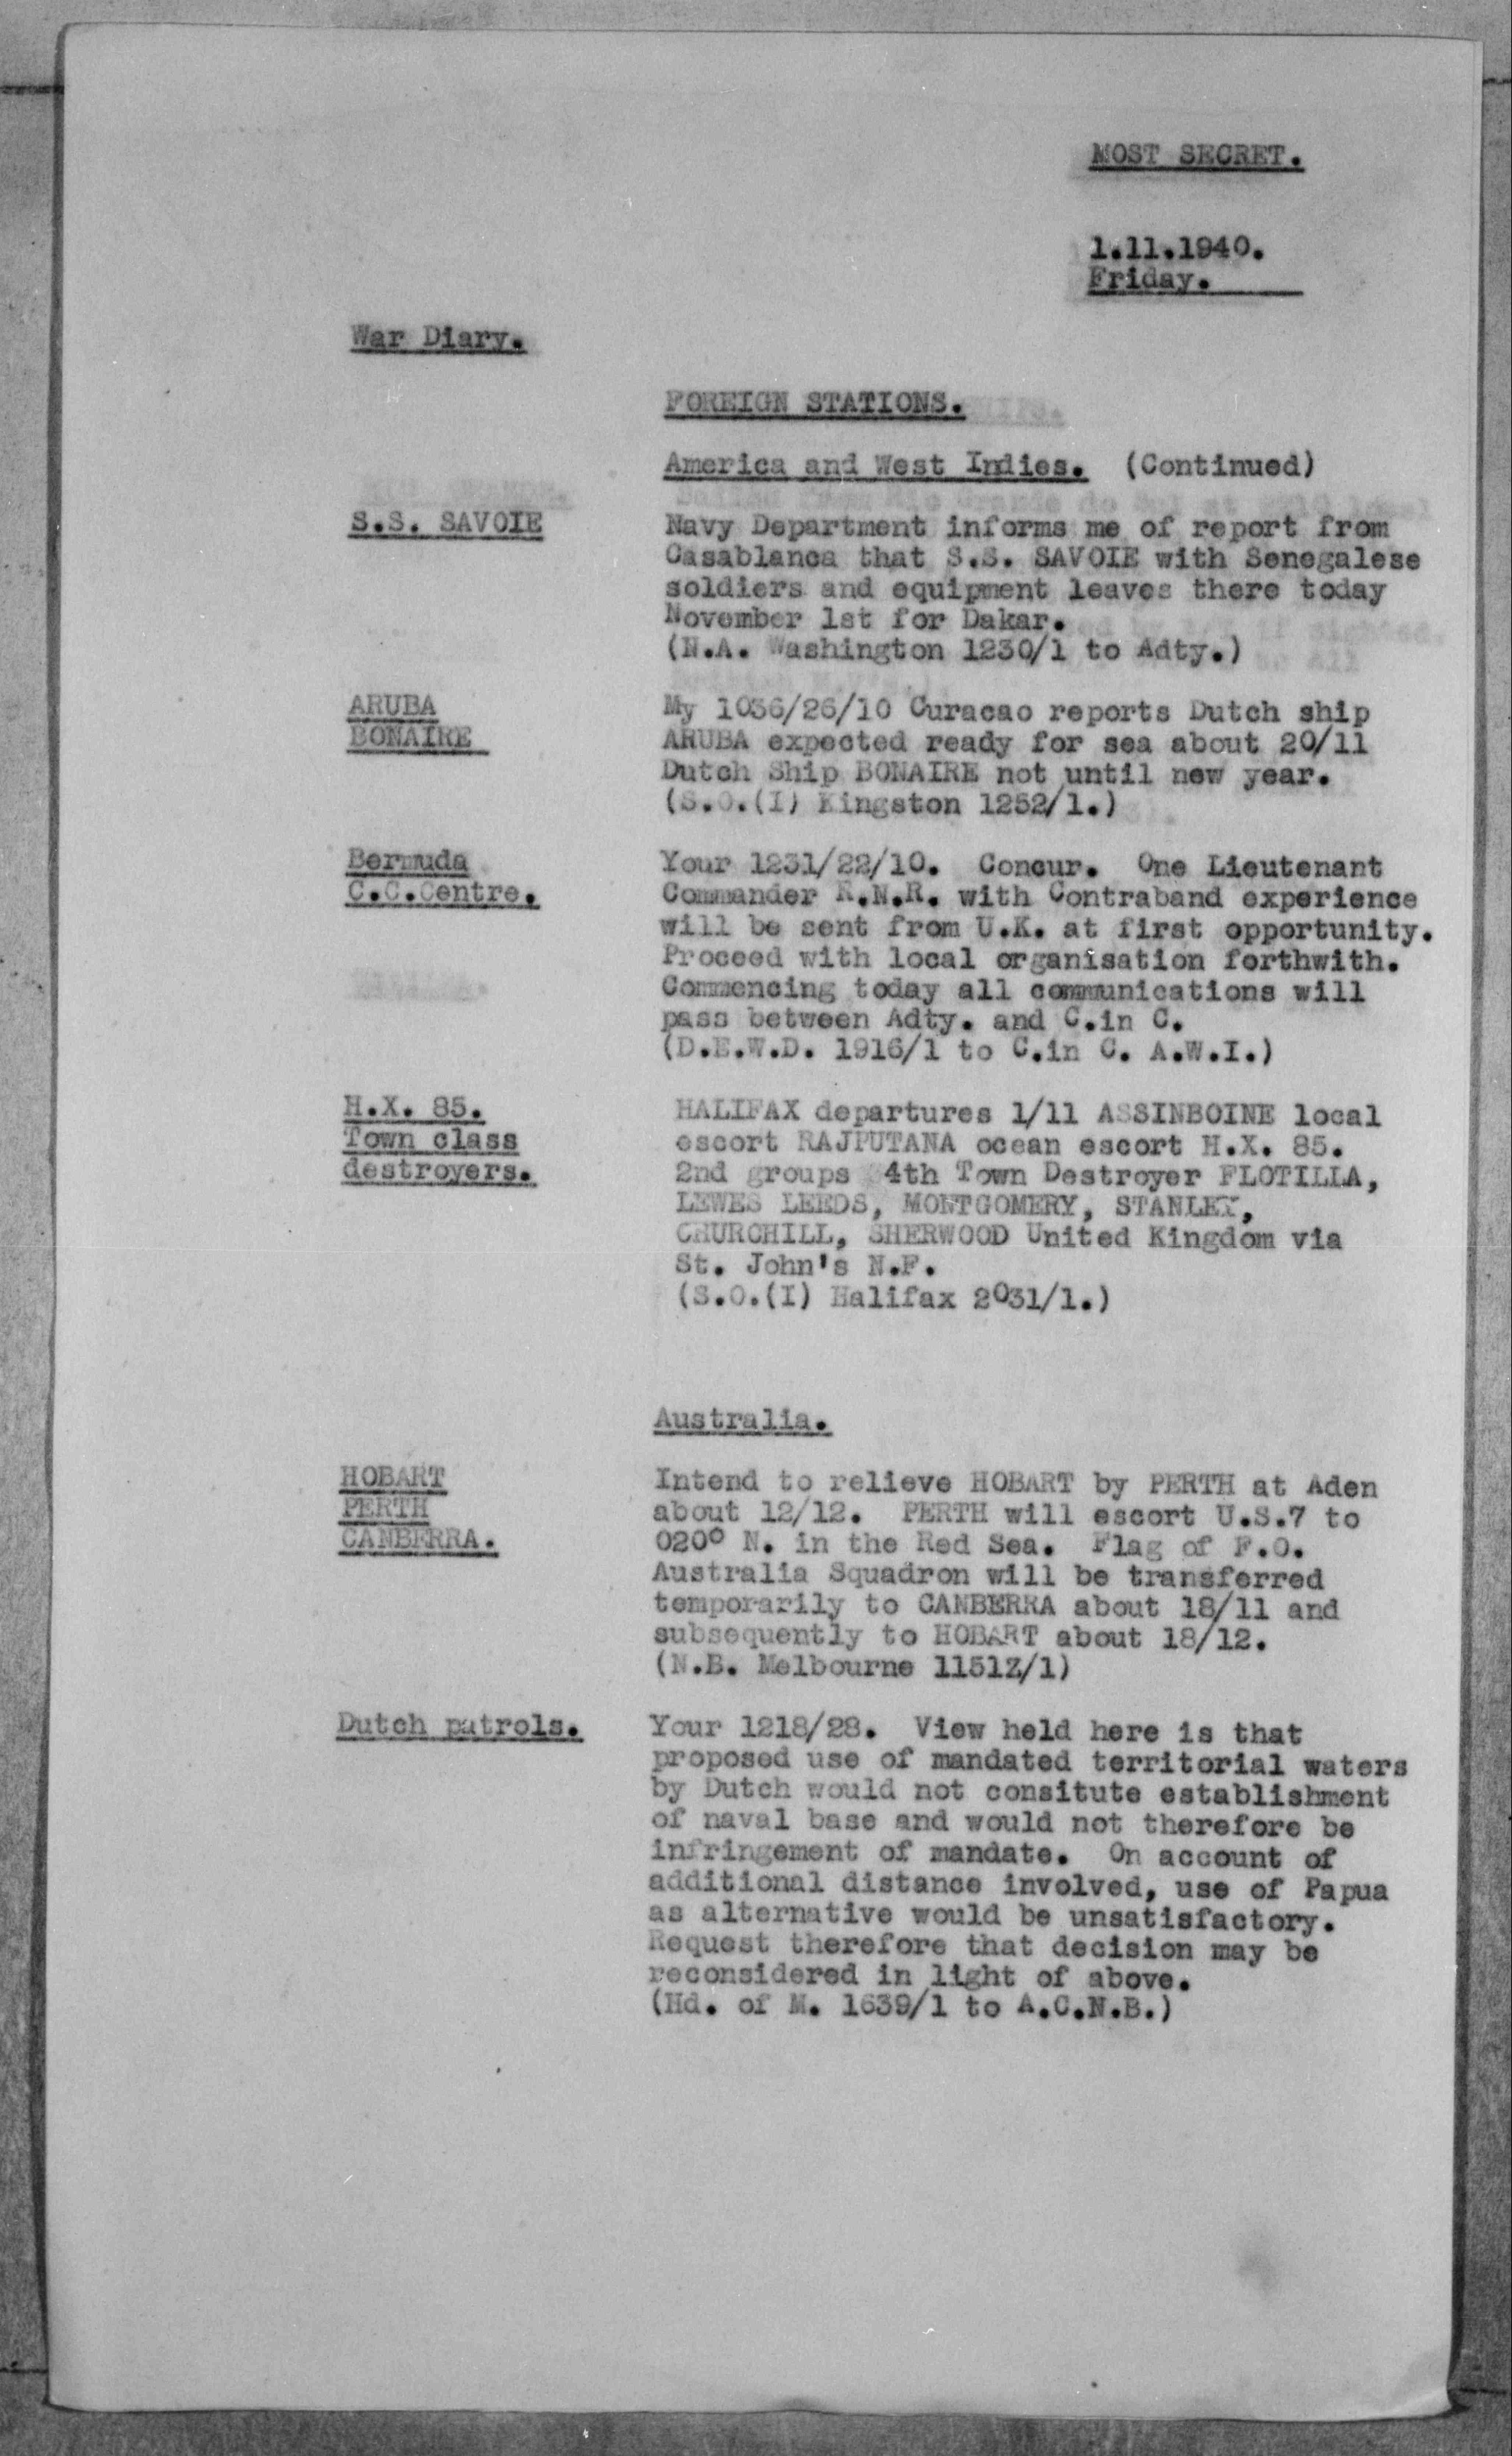 MOST SECRET.
1.11.1940.
Friday.
War Diary.
FOREIGN STATIONS.
America and West Indies. (Continued)
S.S. SAVOIE
Navy Department informs me of report from
Casablanca that S.S. SAVOIE with Senegalese
soldiers and equipment leaves there today
November 1st for Dakar.
(N.A. Washington 1230/1 to Adty.)
ARUBA
BONAIRE
My 1036/26/10 Curacao reports Dutch ship
ARUBA expected ready for sea about 20/11
Dutch Ship BONAIRE not until new year.
(S.O.(I) Kingston 1252/1.)
Bermuda
C.C.Centre.
Your 1231/22/10. Concur. One Lieutenant
Commander R.N.R. with Contraband experience
will be sent from U.K. at first opportunity.
Proceed with local organisation forthwith.
Commencing today all communications will
pass between Adty. and C.in C.
(D.E.W.D. 1916/1 to C.in C. A.W.I.)
H.X. 85.
Town class
destroyers.
HALIFAX departures 1/11 ASSINBOINE local
escort RAJPUTANA ocean escort H.X. 85.
2nd groups 4th Town Destroyer FLOTILLA,
LEWES LEEDS, MONTGOMERY, STANLEY,
CHURCHILL, SHERWOOD United Kingdom via
St. John's N.F.
(S.O.(I) Halifax 2031/1.)
Australia.
HOBART
PERTH
CANBERRA.
Intend to relieve HOBART by PERTH at Aden
about 12/12. PERTH will escort U.S.7 to
020° N. in the Red Sea. Flag of F.O.
Australia Squadron will be transferred
temporarily to CANBERRA about 18/11 and
subsequently to HOBART about 18/12.
(N.B. Melbourne 1151Z/1)
Dutch patrols.
Your 1218/28. View held here is that
proposed use of mandated territorial waters
by Dutch would not consitute establishment
of naval base and would not therefore be
infringement of mandate. On account of
additional distance involved, use of Papua
as alternative would be unsatisfactory.
Request therefore that decision may be
reconsidered in light of above.
(Hd. of M. 1639/1 to A.C.N.B.)